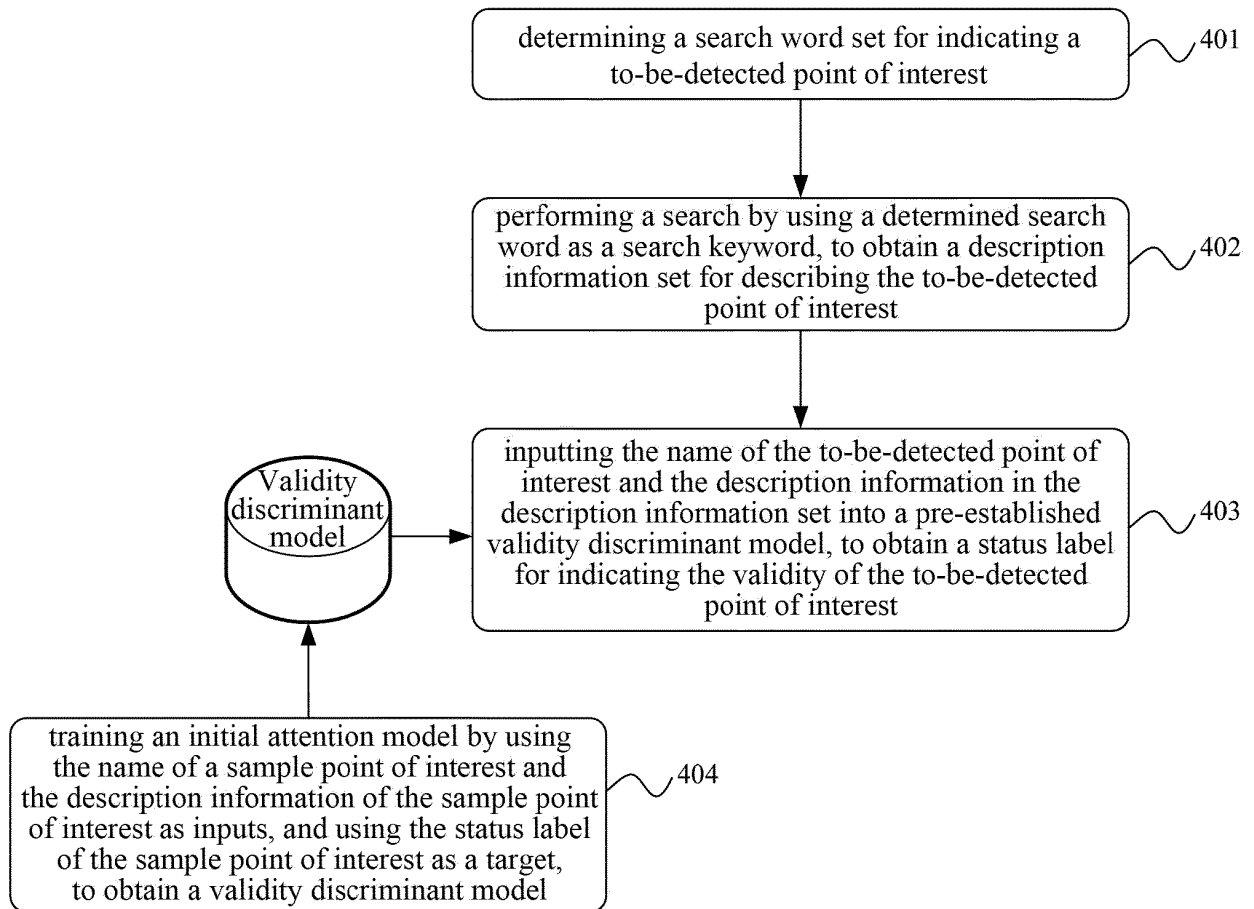 determining a search word set for indicating a
to-be-detected point of interest
401
performing a search by using a determined search
word as a search keyword, to obtain a description
information set for describing the to-be-detected
point of interest
402
inputting the name of the to-be-detected point of
interest and the description information in the
description information set into a pre-established
validity discriminant model, to obtain a status label
for indicating the validity of the to-be-detected
point of interest
403
Validity
discriminant
model
training an initial attention model by using
the name of a sample point of interest and
the description information of the sample point
of interest as inputs, and using the status label
of the sample point of interest as a target,
to obtain a validity discriminant model
404